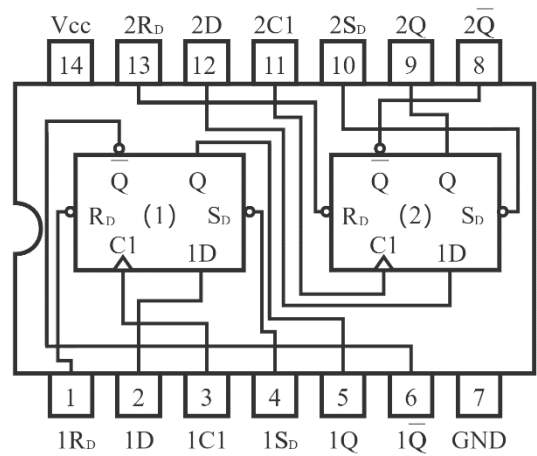 Vcc 2RD 2D 2C1 2SD 2Q 2Q̅
14 13 12 11 10 9 8
Q̅ Q Q̅ Q
RD (1) SD RD (2) SD
C1 1D C1 1D
1 2 3 4 5 6 7
1RD 1D 1C1 1SD 1Q 1Q̅ GND